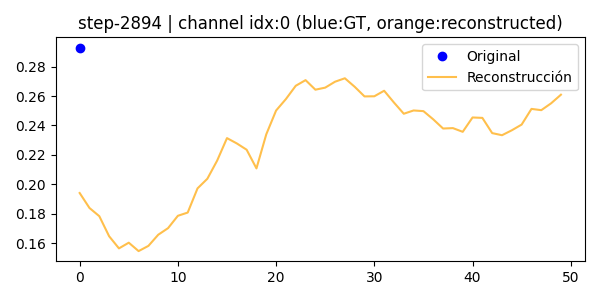 step-2894 | channel idx:0 (blue:GT, orange:reconstructed)
Original
Reconstrucción
0.28
0.26
0.24
0.22
0.20
0.18
0.16
0 10 20 30 40 50